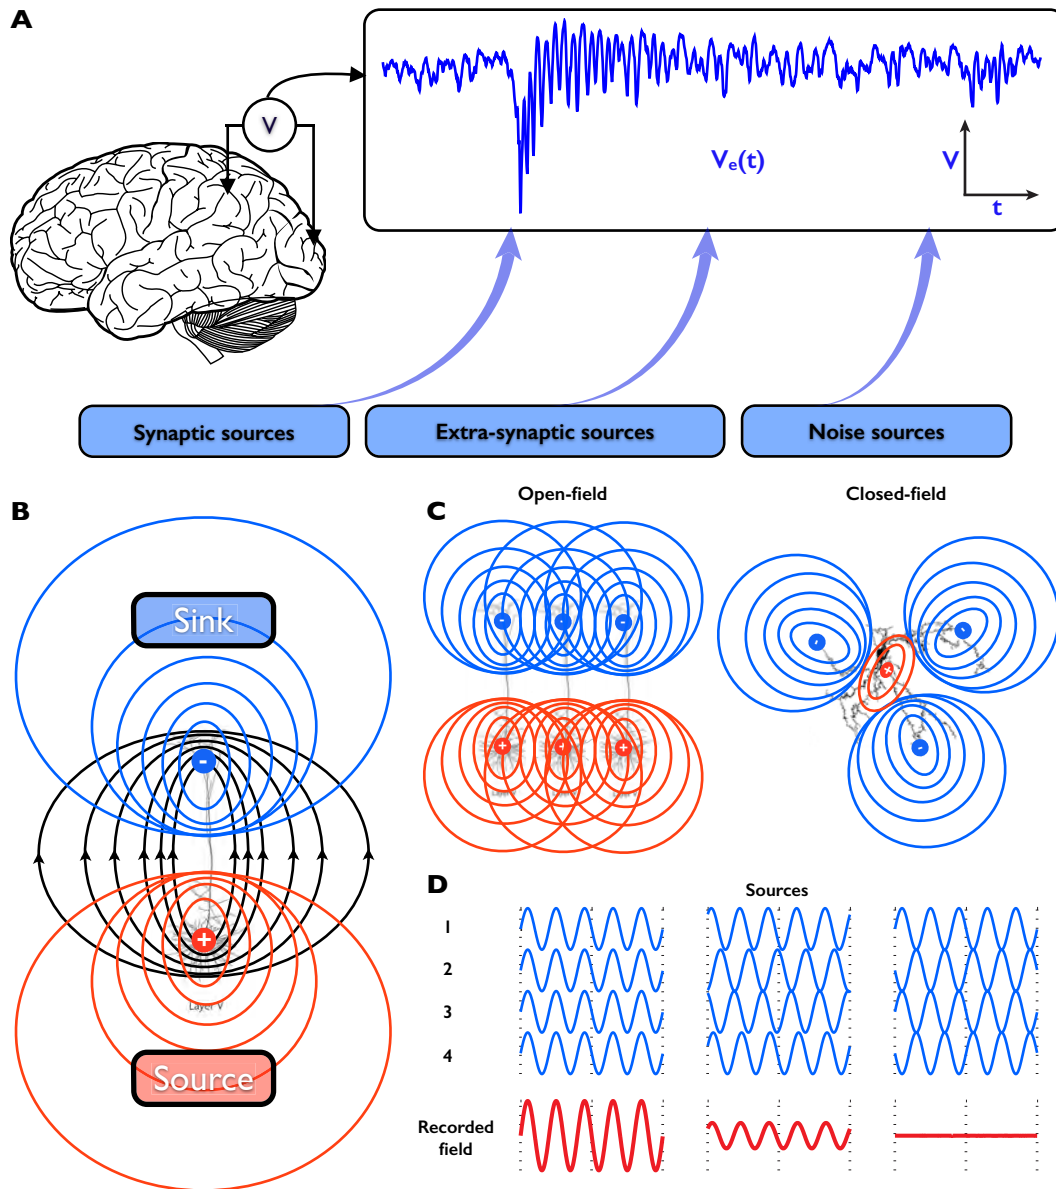 A
V
V_e(t)
V
t
Synaptic sources
Extra-synaptic sources
Noise sources
B
Sink
-
+
Layer V
Source
C
Open-field
Closed-field
- - -
+ + +
-
-
+
-
D
Sources
1
2
3
4
Recorded
field